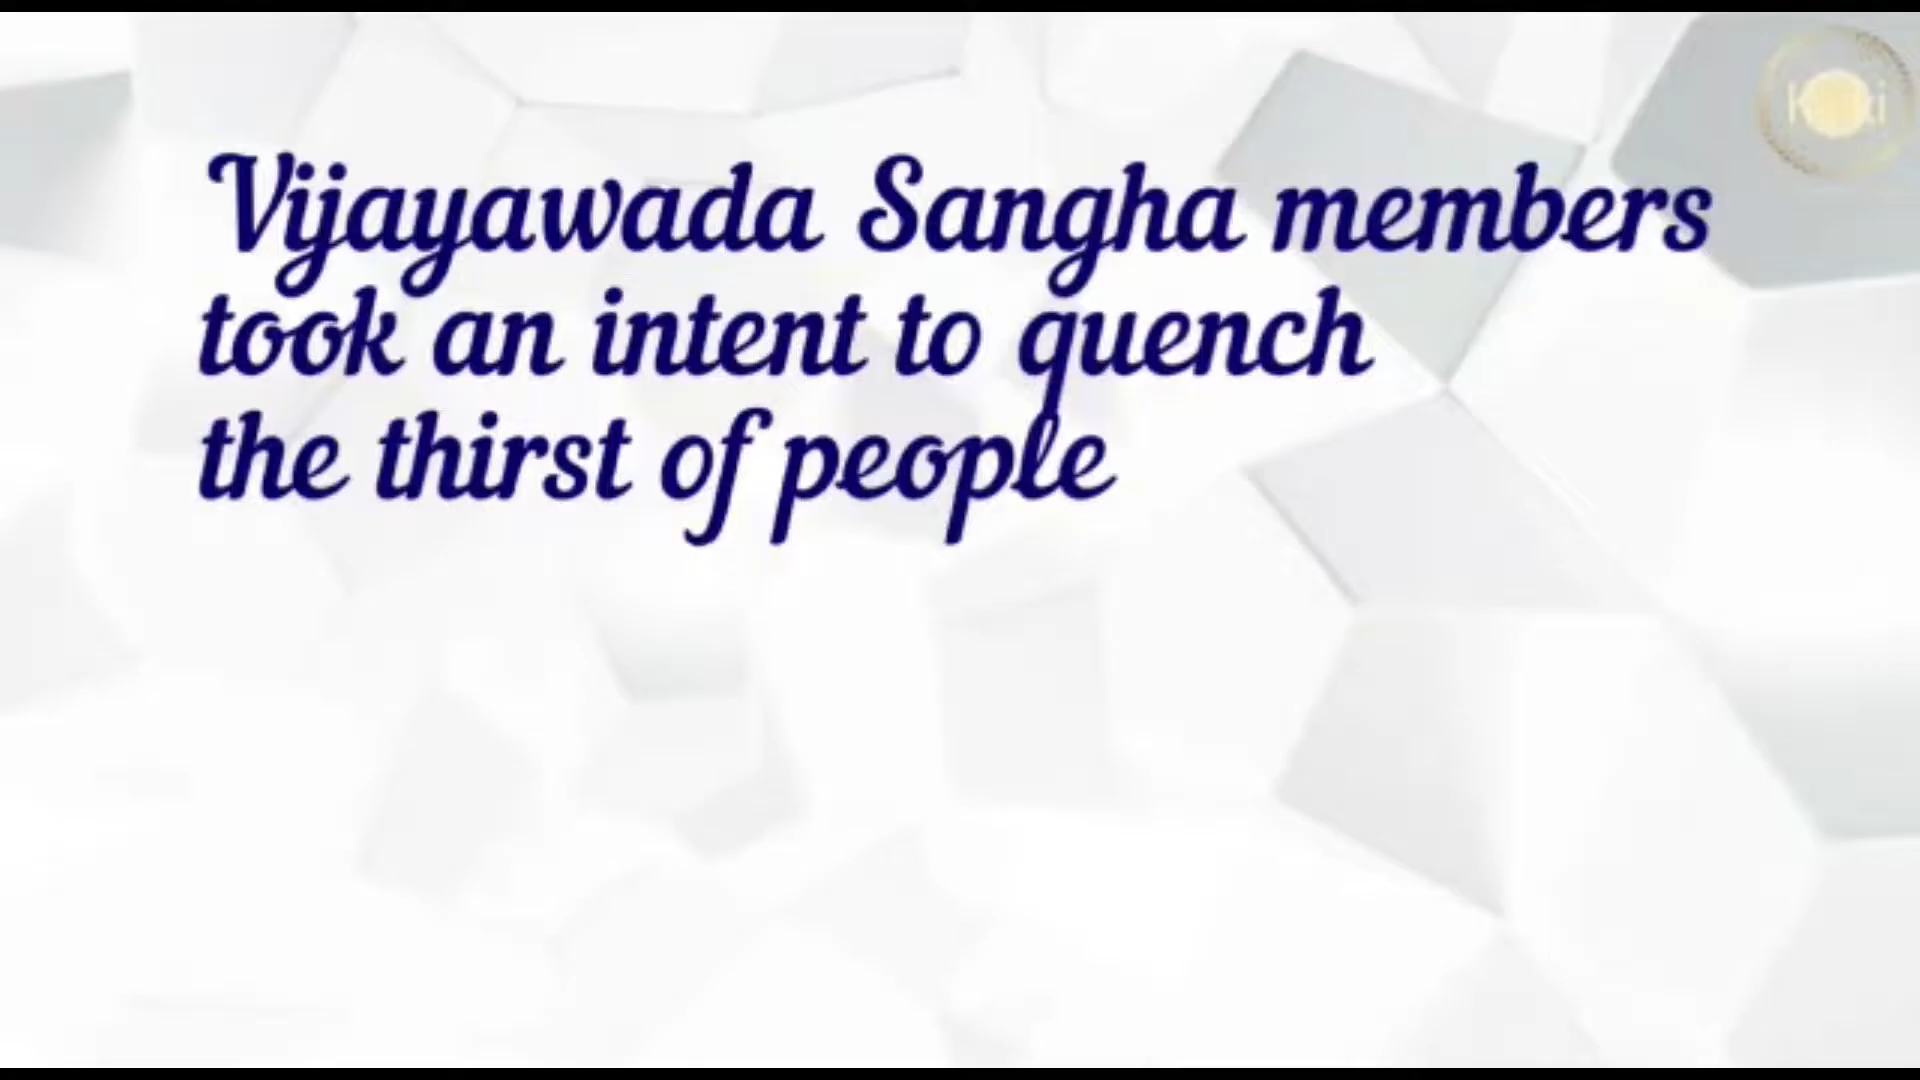 Vijayawada Sangha members
took an intent to quench
the thirst of people